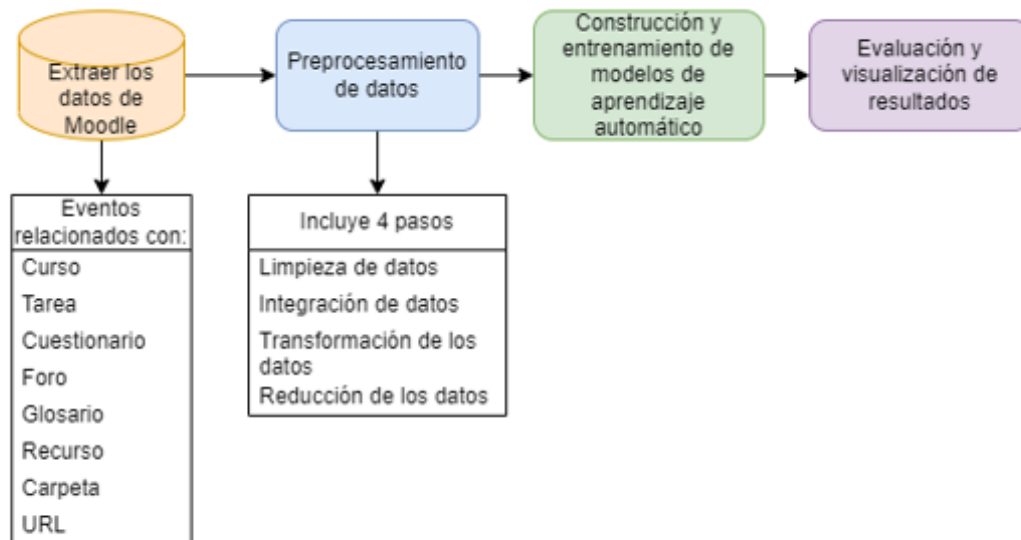 Extraer los
datos de
Moodle
Preprocesamiento
de datos
Construcción y
entrenamiento de
modelos de
aprendizaje
automático
Evaluación y
visualización de
resultados
Eventos
relacionados con:
Curso
Tarea
Cuestionario
Foro
Glosario
Recurso
Carpeta
URL
Incluye 4 pasos
Limpieza de datos
Integración de datos
Transformación de los
datos
Reducción de los datos